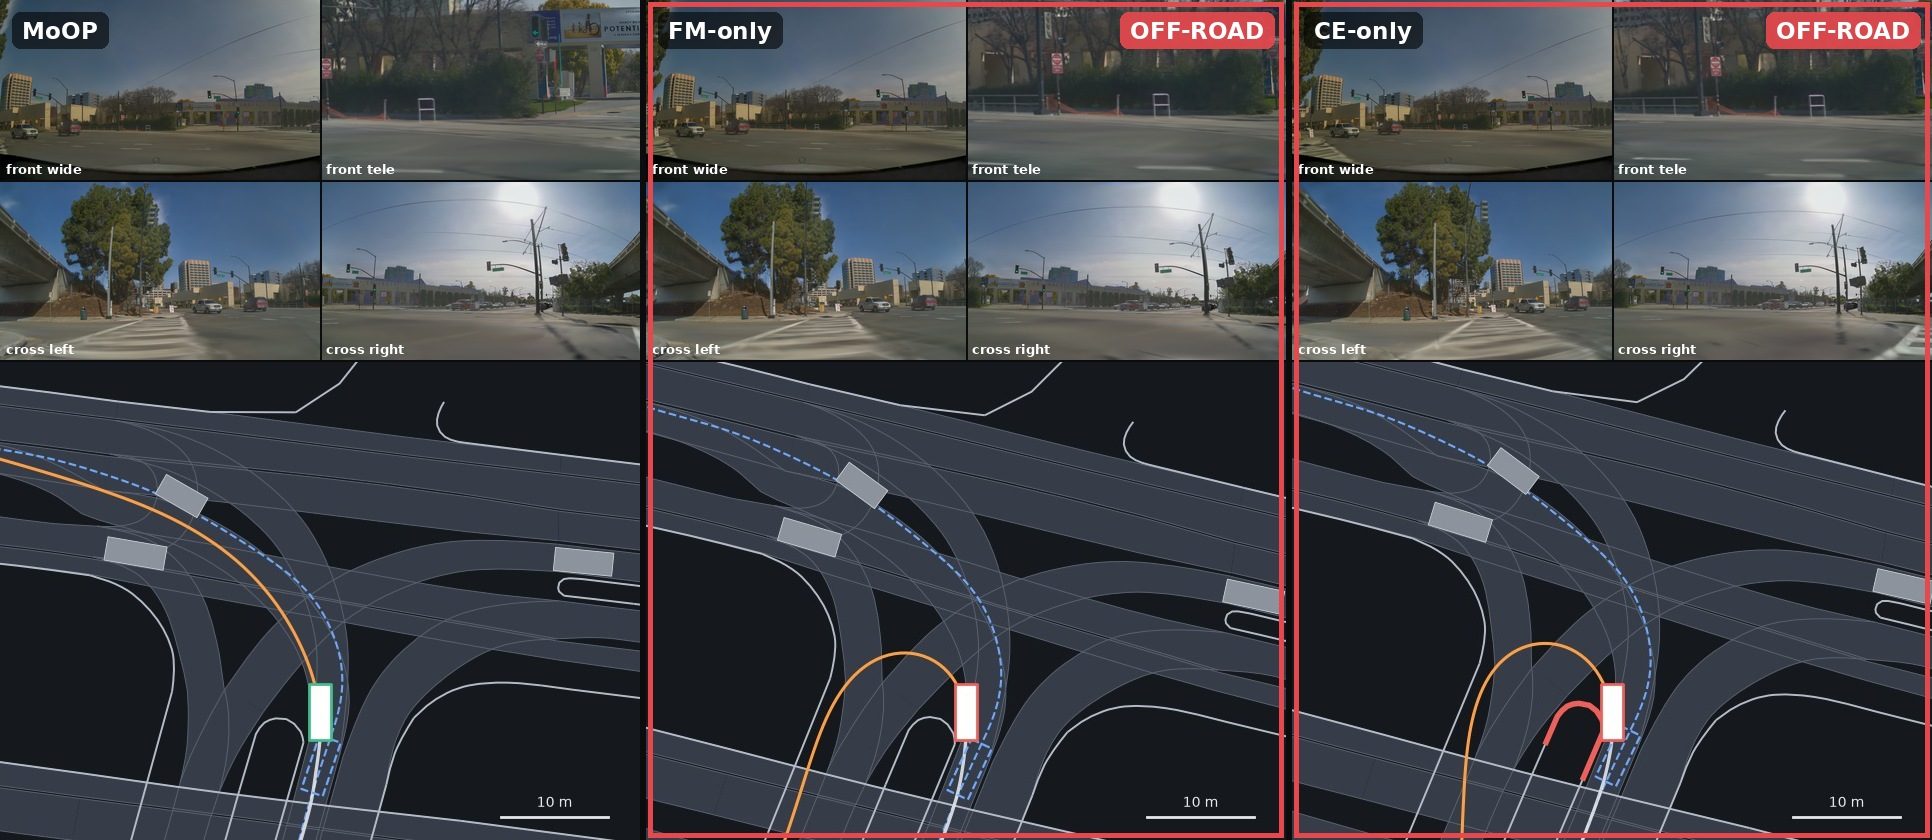 MoOP
POTENTI
front wide
front tele
cross left
cross right
10 m
FM-only
OFF-ROAD
front wide
front tele
cross left
cross right
10 m
CE-only
OFF-ROAD
front wide
front tele
cross left
cross right
10 m